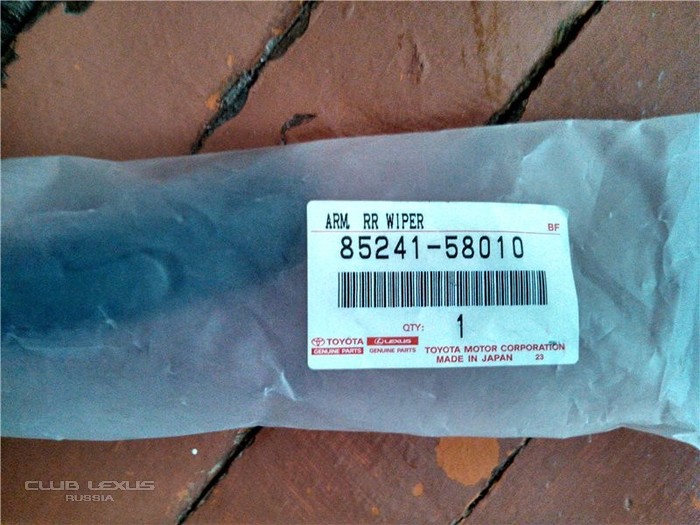 ARM, RR WIPER
BF
85241-58010
QTY: 1
TOYOTA LEXUS
GENUINE PARTS GENUINE PARTS
TOYOTA MOTOR CORPORATION
MADE IN JAPAN 23
CLUB LEXUS
RUSSIA